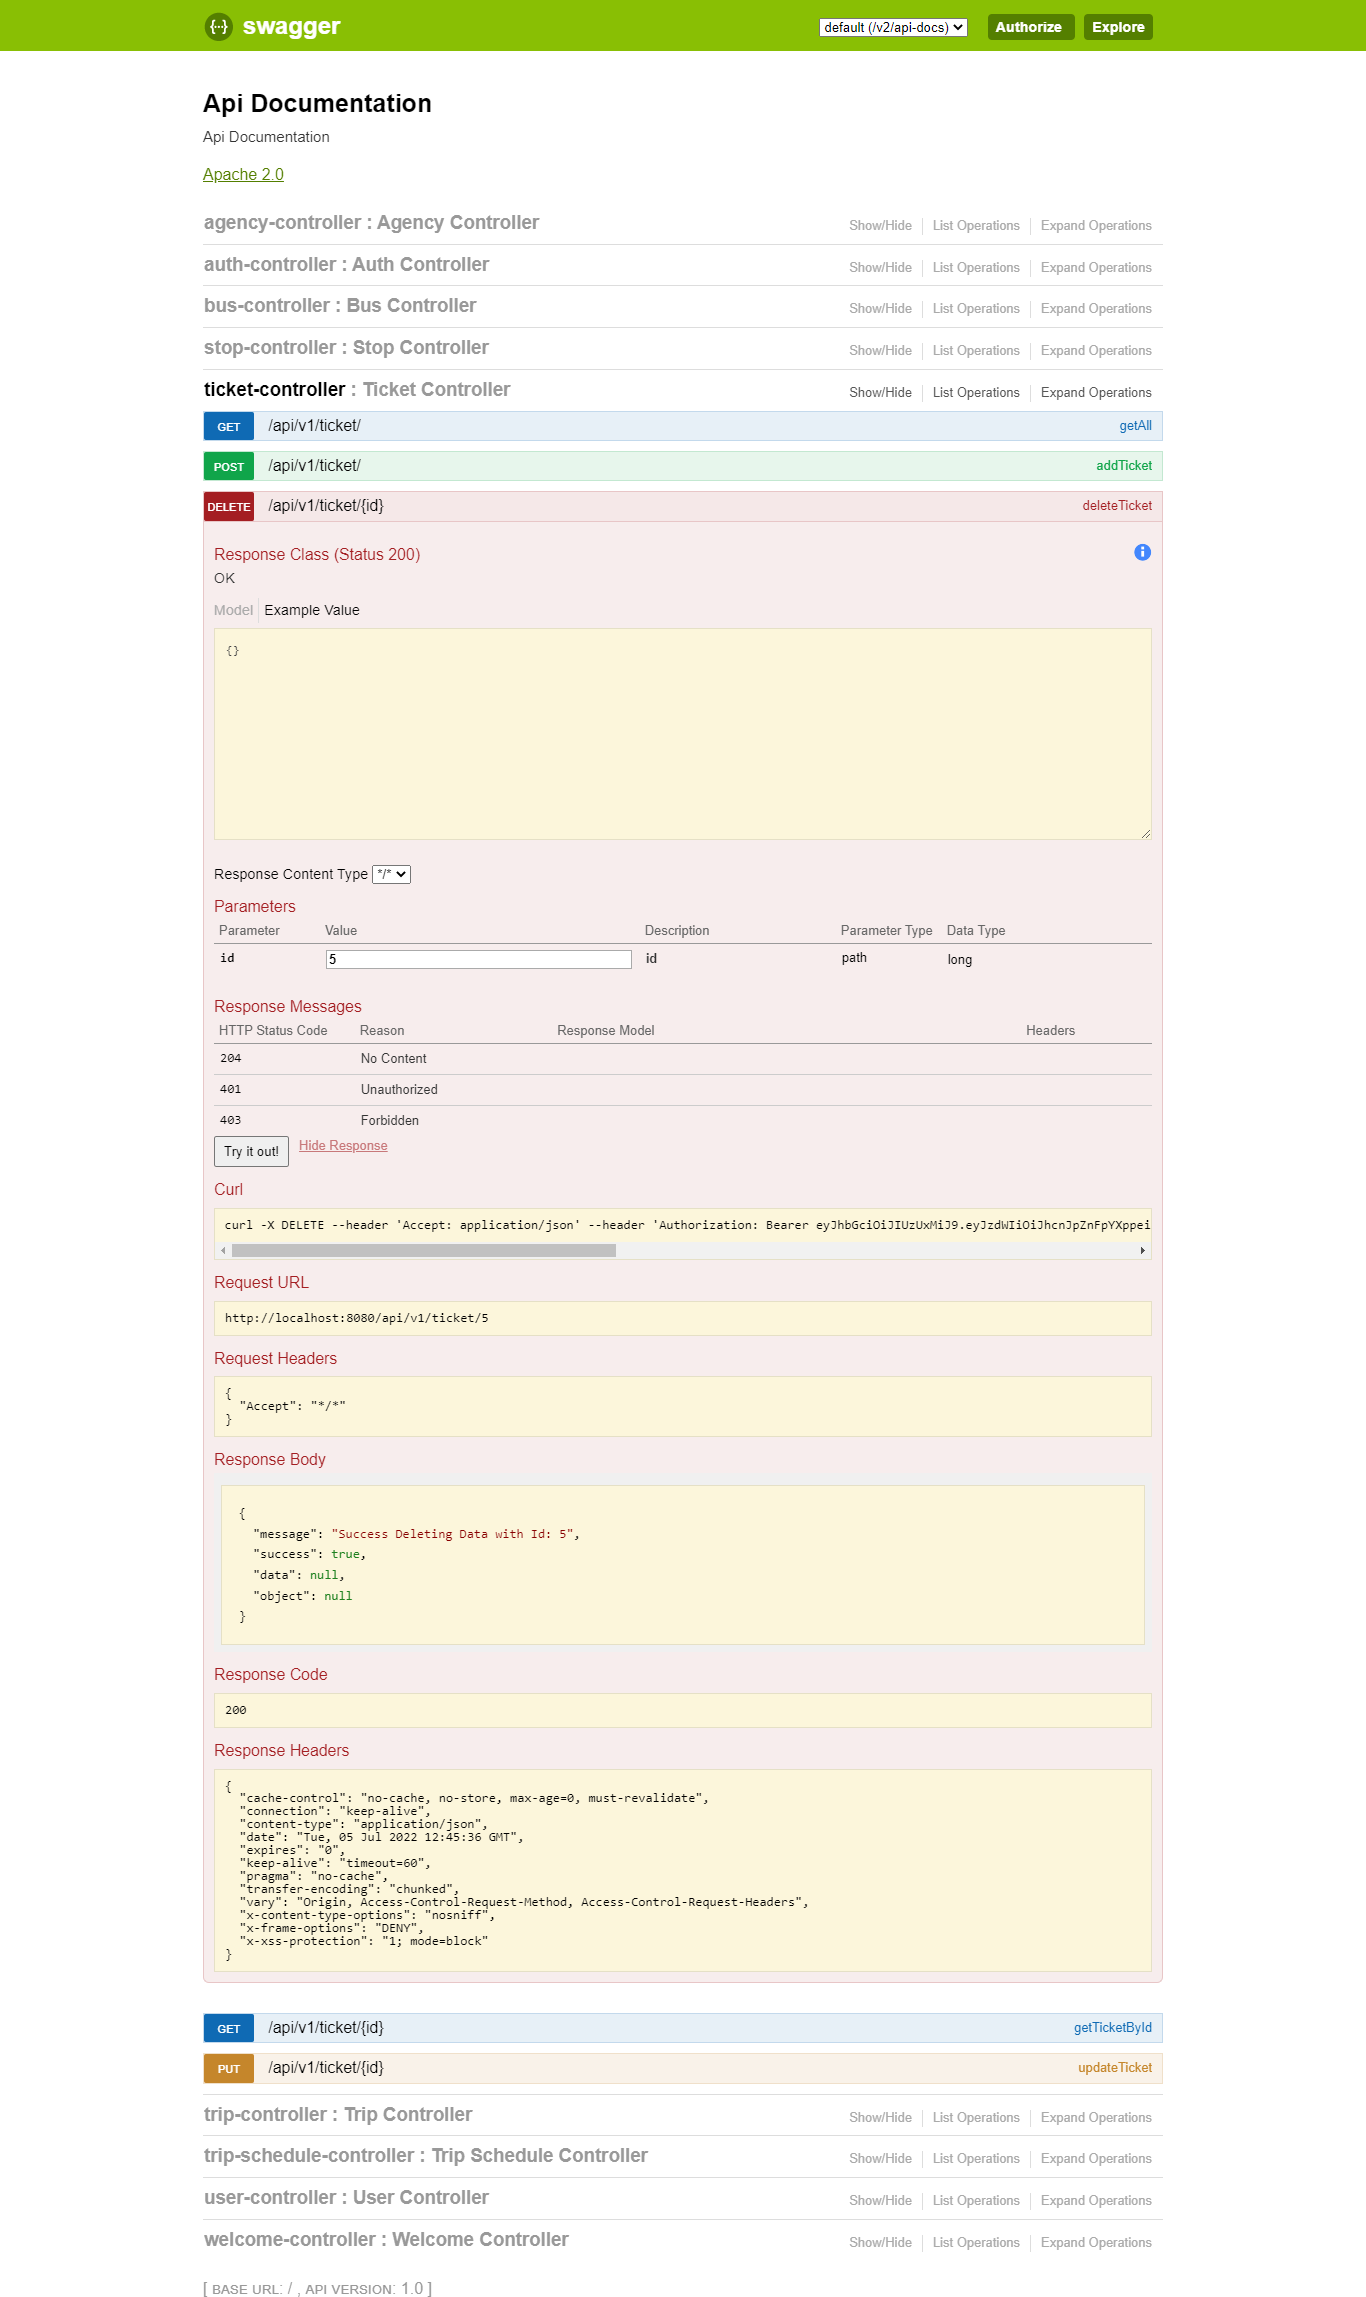 swagger
default (/v2/api-docs)
Authorize
Explore
Api Documentation
Api Documentation
Apache 2.0
agency-controller : Agency Controller Show/Hide List Operations Expand Operations
auth-controller : Auth Controller Show/Hide List Operations Expand Operations
bus-controller : Bus Controller Show/Hide List Operations Expand Operations
stop-controller : Stop Controller Show/Hide List Operations Expand Operations
ticket-controller : Ticket Controller Show/Hide List Operations Expand Operations
GET /api/v1/ticket/ getAll
POST /api/v1/ticket/ addTicket
DELETE /api/v1/ticket/{id} deleteTicket
Response Class (Status 200)
OK
Model Example Value
{}
Response Content Type */*
Parameters
Parameter Value Description Parameter Type Data Type
id 5 id path long
Response Messages
HTTP Status Code Reason Response Model Headers
204 No Content
401 Unauthorized
403 Forbidden
Try it out! Hide Response
Curl
curl -X DELETE --header 'Accept: application/json' --header 'Authorization: Bearer eyJhbGciOiJIUzUxMiJ9.eyJzdWIiOiJhcnJpZnFpYXppei
Request URL
http://localhost:8080/api/v1/ticket/5
Request Headers
{
"Accept": "*/*"
}
Response Body
{
"message": "Success Deleting Data with Id: 5",
"success": true,
"data": null,
"object": null
}
Response Code
200
Response Headers
{
"cache-control": "no-cache, no-store, max-age=0, must-revalidate",
"connection": "keep-alive",
"content-type": "application/json",
"date": "Tue, 05 Jul 2022 12:45:36 GMT",
"expires": "0",
"keep-alive": "timeout=60",
"pragma": "no-cache",
"transfer-encoding": "chunked",
"vary": "Origin, Access-Control-Request-Method, Access-Control-Request-Headers",
"x-content-type-options": "nosniff",
"x-frame-options": "DENY",
"x-xss-protection": "1; mode=block"
}
GET /api/v1/ticket/{id} getTicketById
PUT /api/v1/ticket/{id} updateTicket
trip-controller : Trip Controller Show/Hide List Operations Expand Operations
trip-schedule-controller : Trip Schedule Controller Show/Hide List Operations Expand Operations
user-controller : User Controller Show/Hide List Operations Expand Operations
welcome-controller : Welcome Controller Show/Hide List Operations Expand Operations
[ BASE URL: / , API VERSION: 1.0 ]